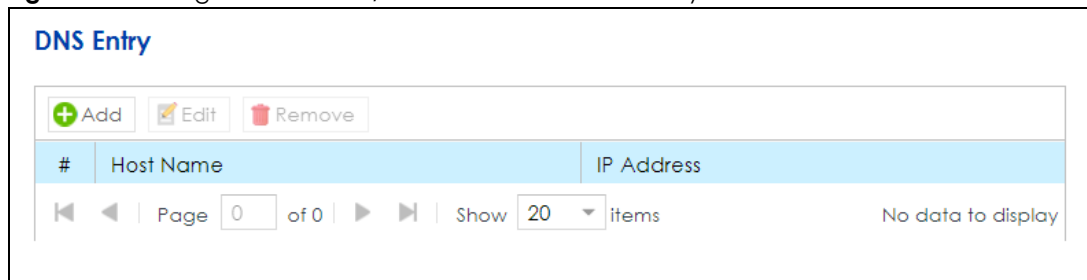 DNS Entry
Add Edit Remove
# Host Name IP Address
Page 0 of 0 Show 20 items No data to display